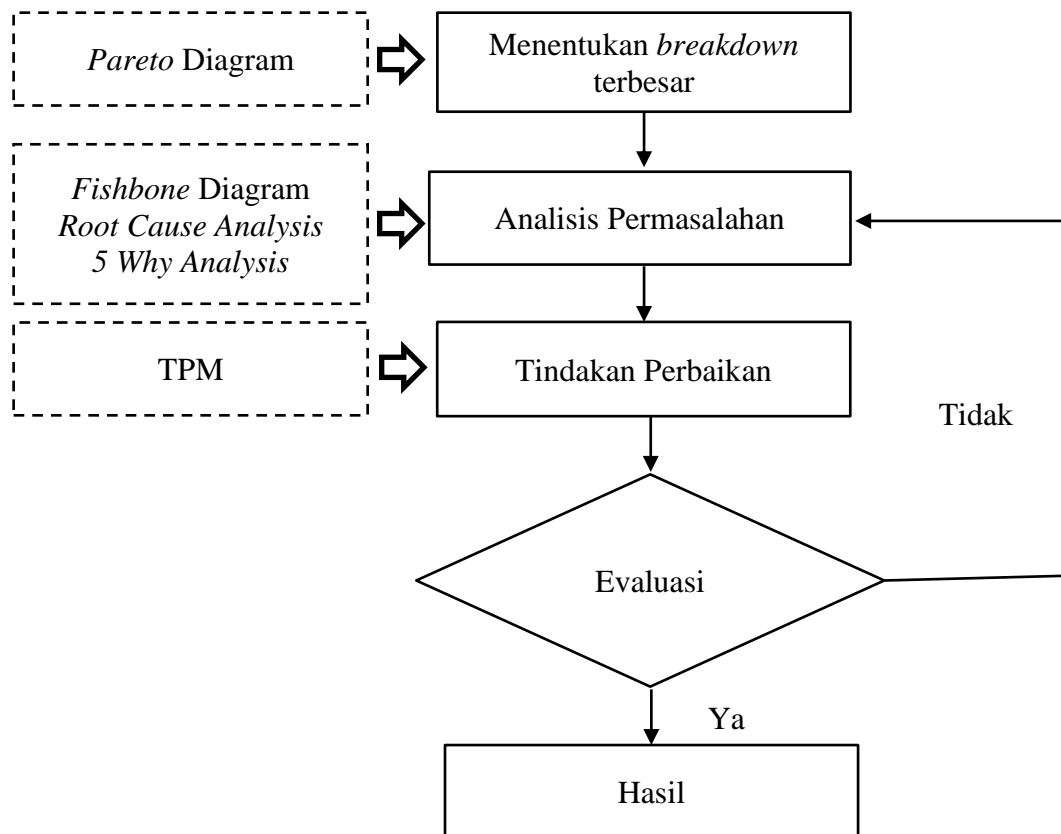 Pareto Diagram
Menentukan breakdown
terbesar
Fishbone Diagram
Root Cause Analysis
5 Why Analysis
Analisis Permasalahan
TPM
Tindakan Perbaikan
Tidak
Evaluasi
Ya
Hasil